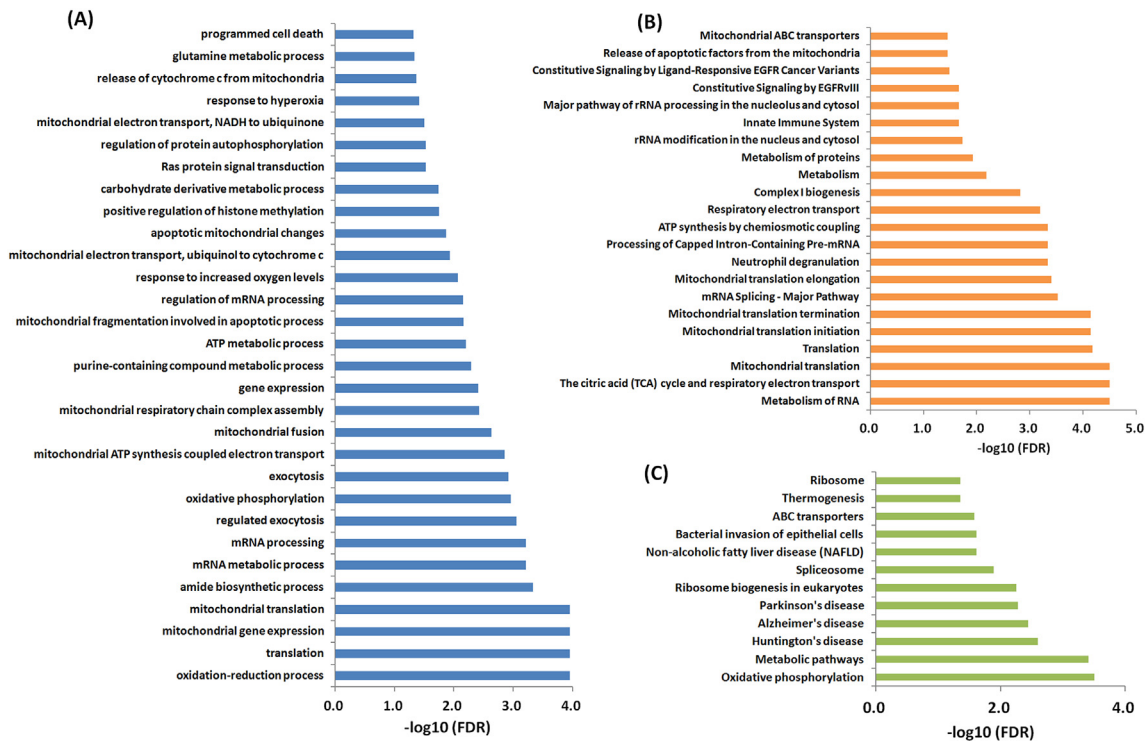 (A)
programmed cell death
glutamine metabolic process
release of cytochrome c from mitochondria
response to hyperoxia
mitochondrial electron transport, NADH to ubiquinone
regulation of protein autophosphorylation
Ras protein signal transduction
carbohydrate derivative metabolic process
positive regulation of histone methylation
apoptotic mitochondrial changes
mitochondrial electron transport, ubiquinol to cytochrome c
response to increased oxygen levels
regulation of mRNA processing
mitochondrial fragmentation involved in apoptotic process
ATP metabolic process
purine-containing compound metabolic process
gene expression
mitochondrial respiratory chain complex assembly
mitochondrial fusion
mitochondrial ATP synthesis coupled electron transport
exocytosis
oxidative phosphorylation
regulated exocytosis
mRNA processing
mRNA metabolic process
amide biosynthetic process
mitochondrial translation
mitochondrial gene expression
translation
oxidation-reduction process
0.0 1.0 2.0 3.0 4.0
-log10 (FDR)
(B)
Mitochondrial ABC transporters
Release of apoptotic factors from the mitochondria
Constitutive Signaling by Ligand-Responsive EGFR Cancer Variants
Constitutive Signaling by EGFRvIII
Major pathway of rRNA processing in the nucleolus and cytosol
Innate Immune System
rRNA modification in the nucleus and cytosol
Metabolism of proteins
Metabolism
Complex I biogenesis
Respiratory electron transport
ATP synthesis by chemiosmotic coupling
Processing of Capped Intron-Containing Pre-mRNA
Neutrophil degranulation
Mitochondrial translation elongation
mRNA Splicing - Major Pathway
Mitochondrial translation termination
Mitochondrial translation initiation
Translation
Mitochondrial translation
The citric acid (TCA) cycle and respiratory electron transport
Metabolism of RNA
0.0 1.0 2.0 3.0 4.0 5.0
-log10 (FDR)
(C)
Ribosome
Thermogenesis
ABC transporters
Bacterial invasion of epithelial cells
Non-alcoholic fatty liver disease (NAFLD)
Spliceosome
Ribosome biogenesis in eukaryotes
Parkinson's disease
Alzheimer's disease
Huntington's disease
Metabolic pathways
Oxidative phosphorylation
0.0 2.0 4.0
-log10 (FDR)